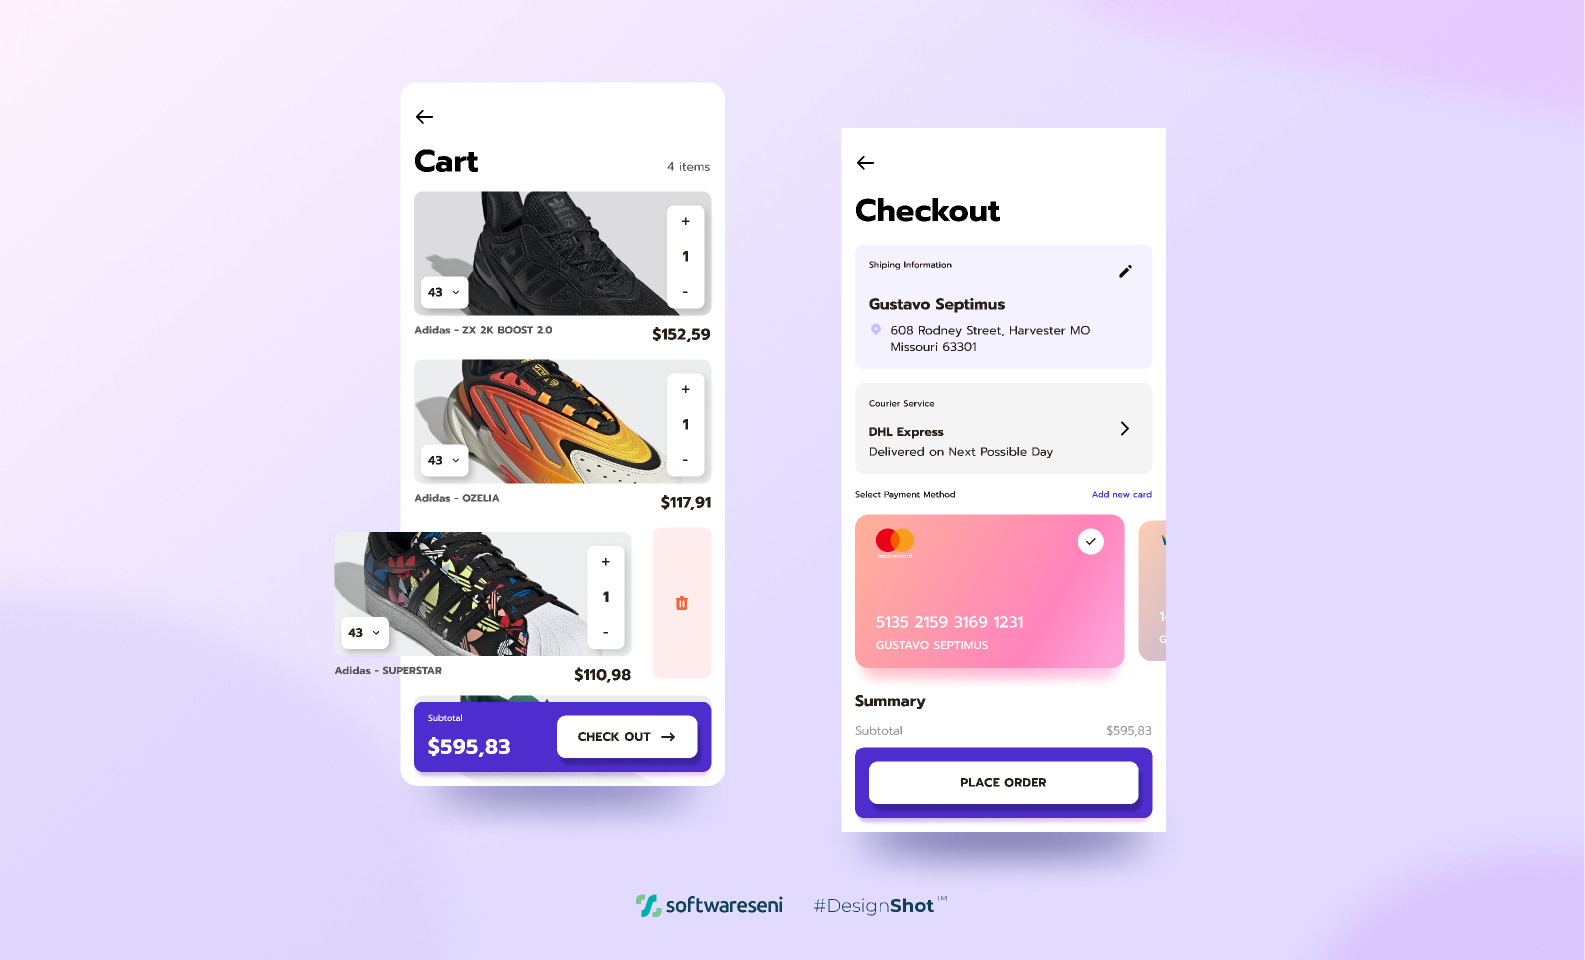 Cart
4 items
+
1
-
43
Adidas - ZX 2K BOOST 2.0
$152,59
+
1
-
43
Adidas - OZELIA
$117,91
+
1
-
43
Adidas - SUPERSTAR
$110,98
Subtotal
$595,83
CHECK OUT
Checkout
Shiping Information
Gustavo Septimus
608 Rodney Street, Harvester MO
Missouri 63301
Courier Service
DHL Express
Delivered on Next Possible Day
Select Payment Method
Add new card
mastercard
5135 2159 3169 1231
GUSTAVO SEPTIMUS
Summary
Subtotal
$595,83
PLACE ORDER
softwareseni
#DesignShot™